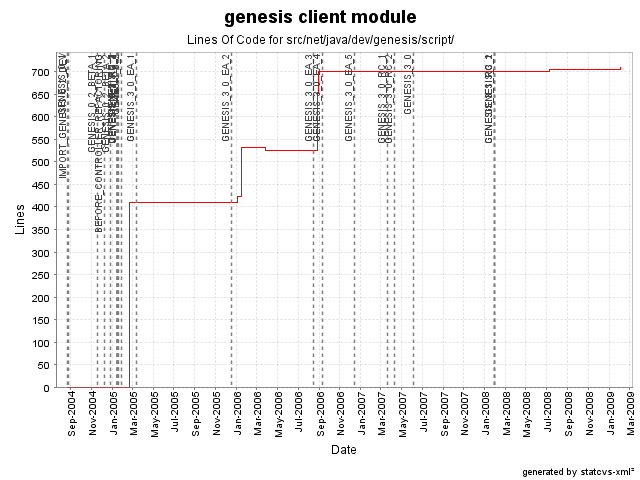 genesis client module
Lines Of Code for src/net/java/dev/genesis/script/
Lines
700
650
600
550
500
450
400
350
300
250
200
150
100
50
0
GENESIS_3_0_EA_1
GENESIS_3_0_EA_2
GENESIS_3_0_EA_3
GENESIS_3_0_EA_4
GENESIS_3_0_EA_5
GENESIS_3_0_RC_1
GENESIS_3_0_RC_2
GENESIS_3_0
Sep-2004
Nov-2004
Jan-2005
Mar-2005
May-2005
Jul-2005
Sep-2005
Nov-2005
Jan-2006
Mar-2006
May-2006
Jul-2006
Sep-2006
Nov-2006
Jan-2007
Mar-2007
May-2007
Jul-2007
Sep-2007
Nov-2007
Jan-2008
Mar-2008
May-2008
Jul-2008
Sep-2008
Nov-2008
Jan-2009
Mar-2009
Date
generated by statcvs-xml²